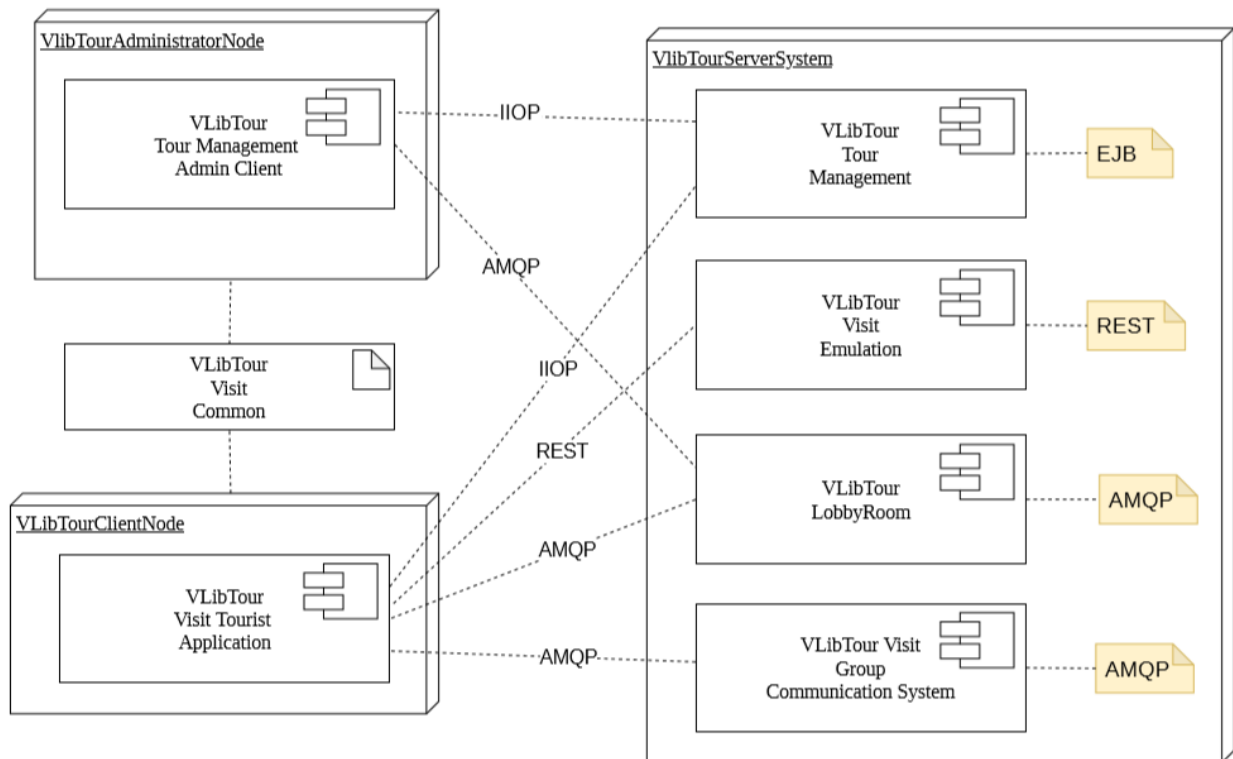 VlibTourAdministratorNode
VLibTour
Tour Management
Admin Client
VLibTour
Visit
Common
VLibTourClientNode
VLibTour
Visit Tourist
Application
IIOP
AMQP
IIOP
REST
AMQP
AMQP
VlibTourServerSystem
VLibTour
Tour
Management
EJB
VLibTour
Visit
Emulation
REST
VLibTour
LobbyRoom
AMQP
VLibTour Visit
Group
Communication System
AMQP